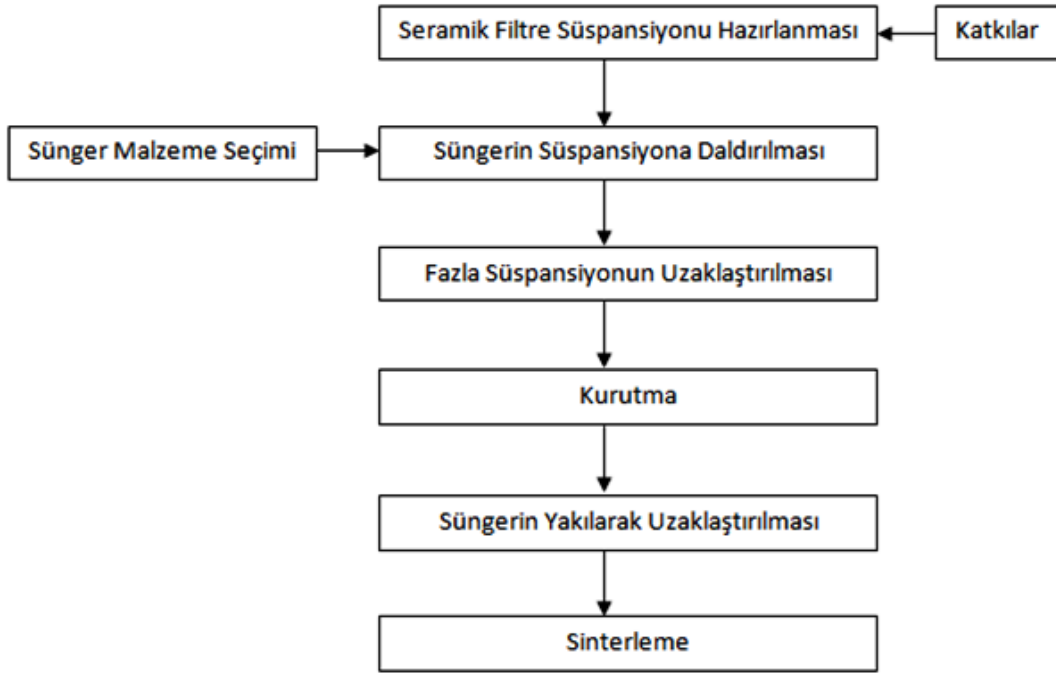 Seramik Filtre Süspansiyonu Hazırlanması
Katkılar
Sünger Malzeme Seçimi
Süngerin Süspansiyona Daldırılması
Fazla Süspansiyonun Uzaklaştırılması
Kurutma
Süngerin Yakılarak Uzaklaştırılması
Sinterleme